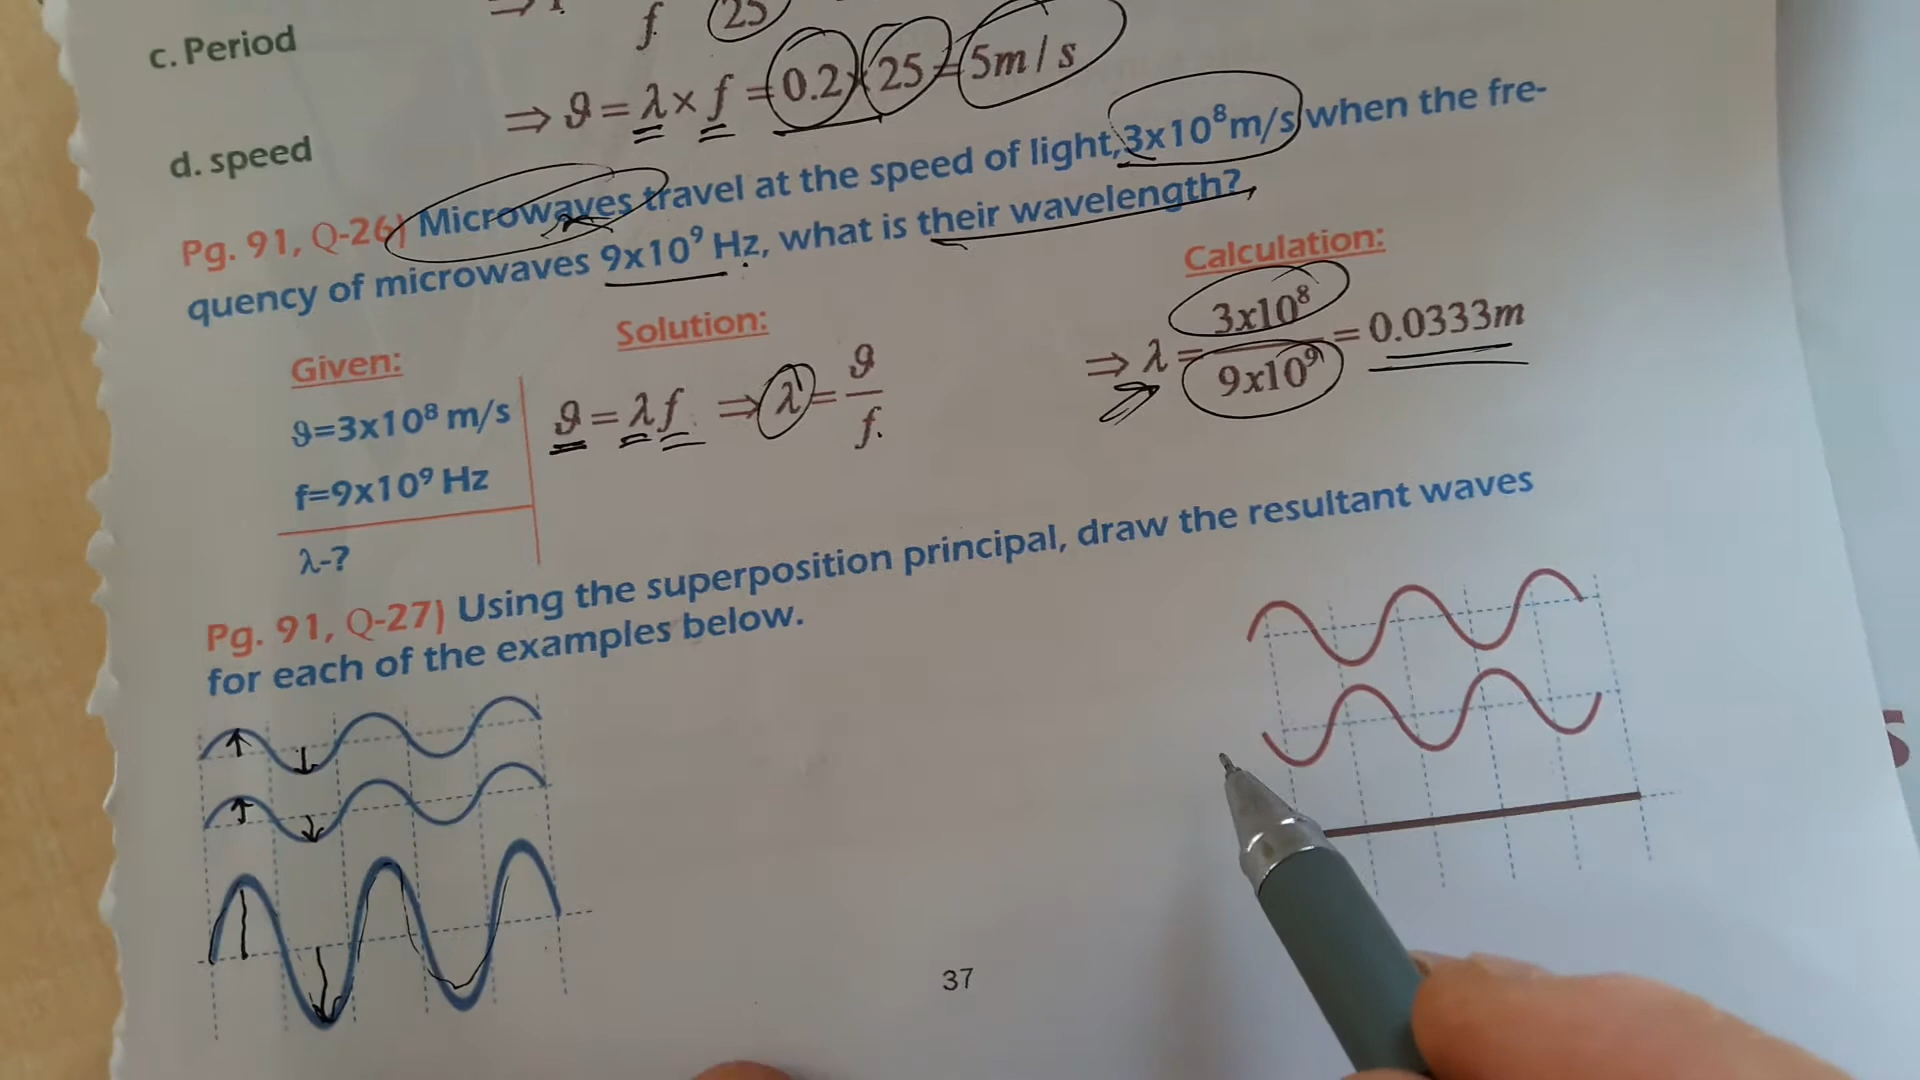 f 25
c. Period
⇒ ϑ = λ × f = 0.2 × 25 = 5m / s
d. speed
Pg. 91, Q-26) Microwaves travel at the speed of light,3x10⁸m/s when the fre-
quency of microwaves 9x10⁹ Hz, what is their wavelength?
Given:
ϑ=3x10⁸ m/s
f=9x10⁹ Hz
λ-?
Solution:
ϑ = λ f ⇒ λ = ϑ / f
Calculation:
⇒ λ = 3x10⁸ / 9x10⁹ = 0.0333m
Pg. 91, Q-27) Using the superposition principal, draw the resultant waves
for each of the examples below.
37